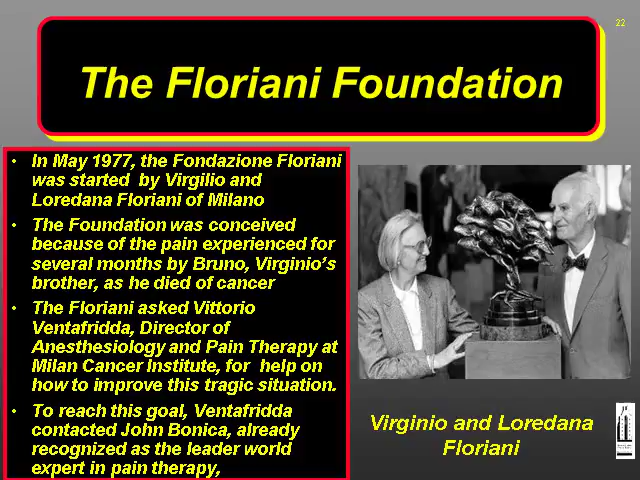 22
The Floriani Foundation
• In May 1977, the Fondazione Floriani
was started by Virgilio and
Loredana Floriani of Milano
• The Foundation was conceived
because of the pain experienced for
several months by Bruno, Virginio's
brother, as he died of cancer
• The Floriani asked Vittorio
Ventafridda, Director of
Anesthesiology and Pain Therapy at
Milan Cancer Institute, for help on
how to improve this tragic situation.
• To reach this goal, Ventafridda
contacted John Bonica, already
recognized as the leader world
expert in pain therapy,
Virginio and Loredana
Floriani